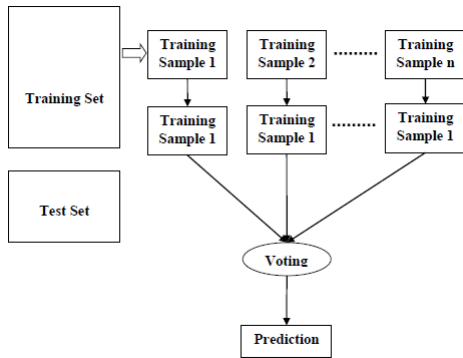 Training
Sample 1
Training
Sample 2
..........
Training
Sample n
Training Set
Training
Sample 1
Training
Sample 1
..........
Training
Sample 1
Test Set
Voting
Prediction